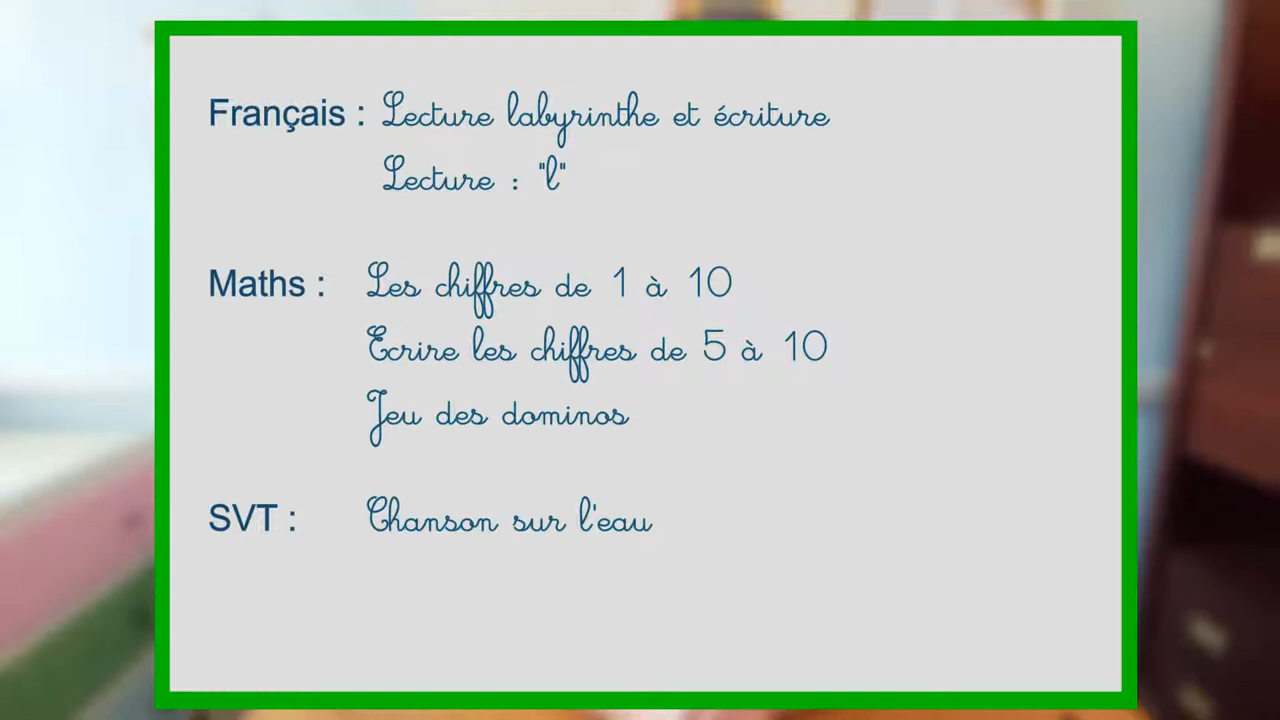 Français : Lecture labyrinthe et écriture
Lecture : "l"
Maths : Les chiffres de 1 à 10
Ecrire les chiffres de 5 à 10
Jeu des dominos
SVT : Chanson sur l'eau